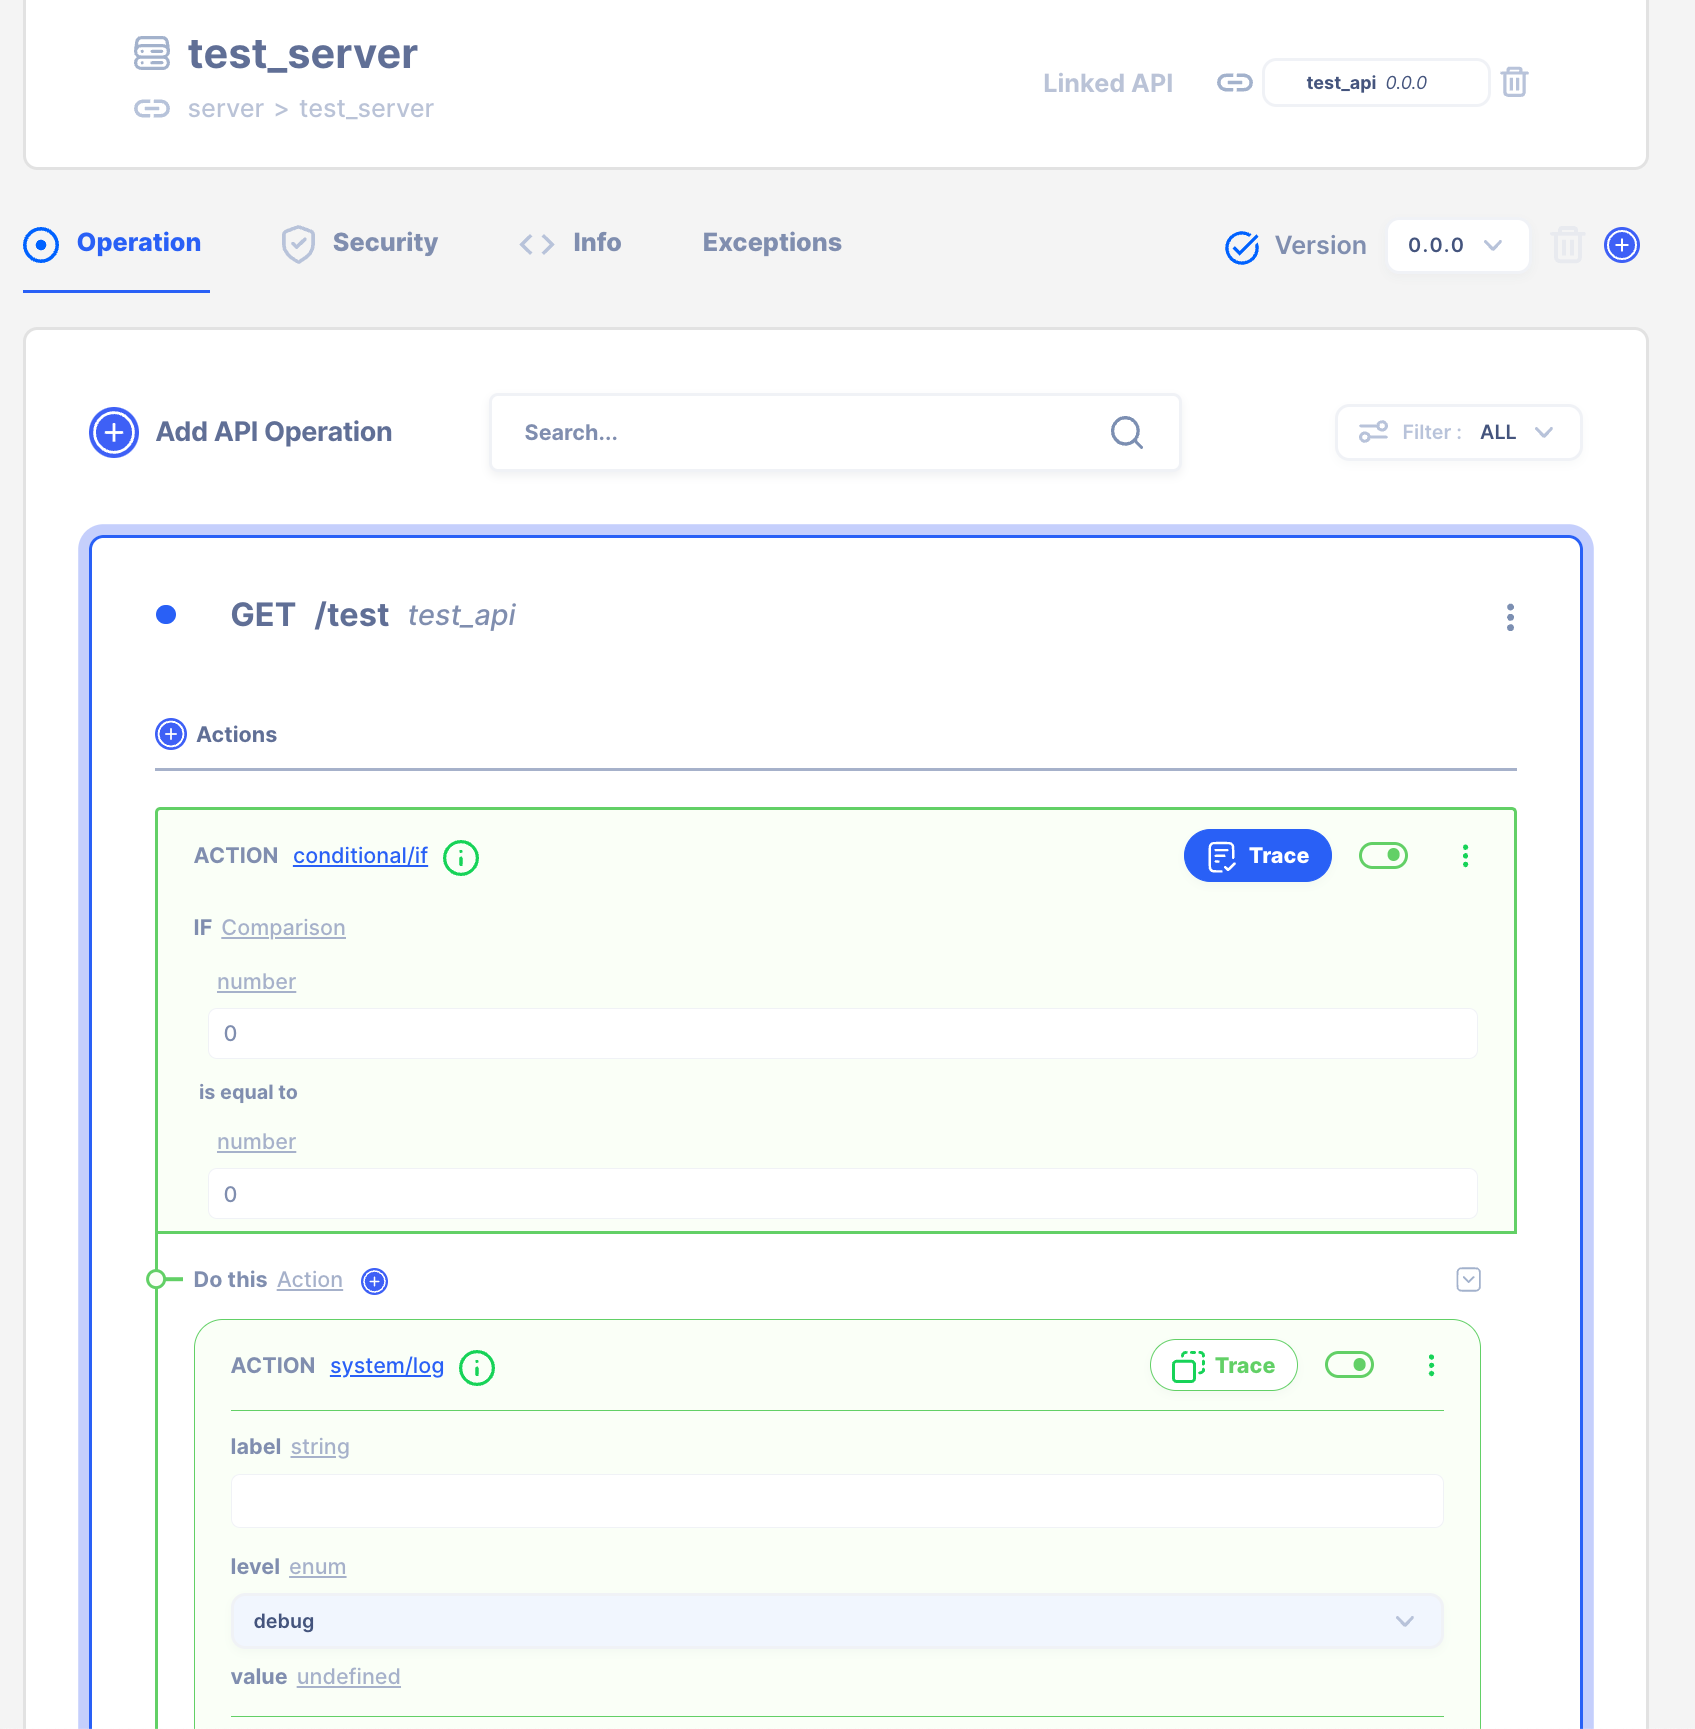 test_server
server > test_server
Linked API test_api 0.0.0
Operation Security Info Exceptions Version 0.0.0
Add API Operation Search... Filter : ALL
GET /test test_api
Actions
ACTION conditional/if Trace
IF Comparison
number
0
is equal to
number
0
Do this Action
ACTION system/log Trace
label string
level enum
debug
value undefined